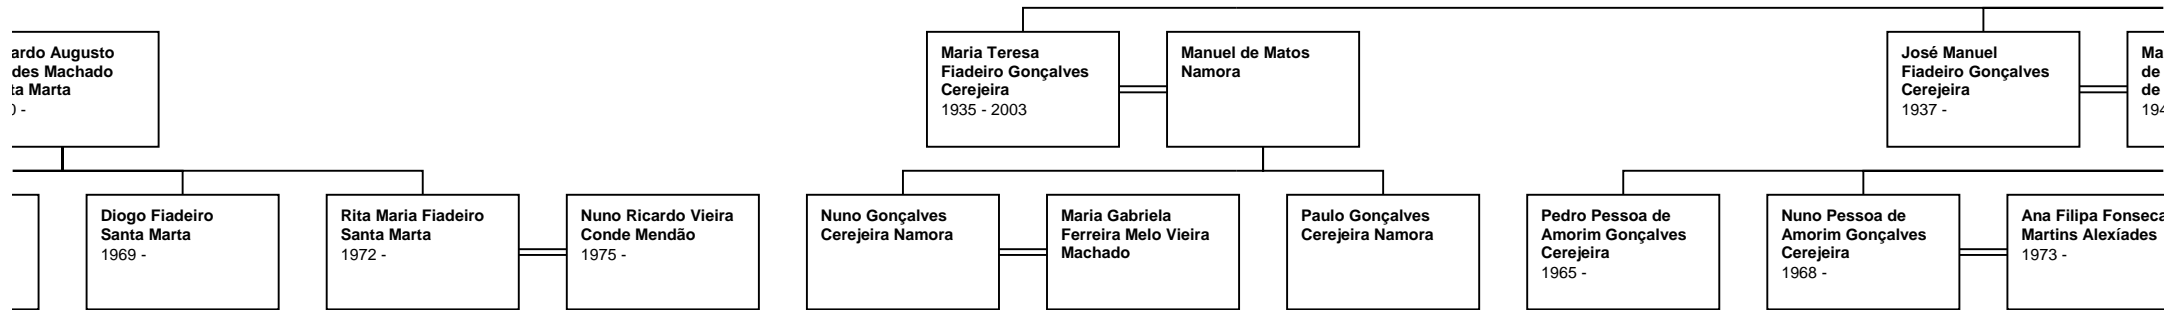 Augusto
Machado
Marta
Maria Teresa
Fiadeiro Gonçalves
Cerejeira
1935 - 2003
Manuel de Matos
Namora
José Manuel
Fiadeiro Gonçalves
Cerejeira
1937 -
de
de
Diogo Fiadeiro
Santa Marta
1969 -
Rita Maria Fiadeiro
Santa Marta
1972 -
Nuno Ricardo Vieira
Conde Mendão
1975 -
Nuno Gonçalves
Cerejeira Namora
Maria Gabriela
Ferreira Melo Vieira
Machado
Paulo Gonçalves
Cerejeira Namora
Pedro Pessoa de
Amorim Gonçalves
Cerejeira
1965 -
Nuno Pessoa de
Amorim Gonçalves
Cerejeira
1968 -
Ana Filipa Fonseca
Martins Alexíades
1973 -